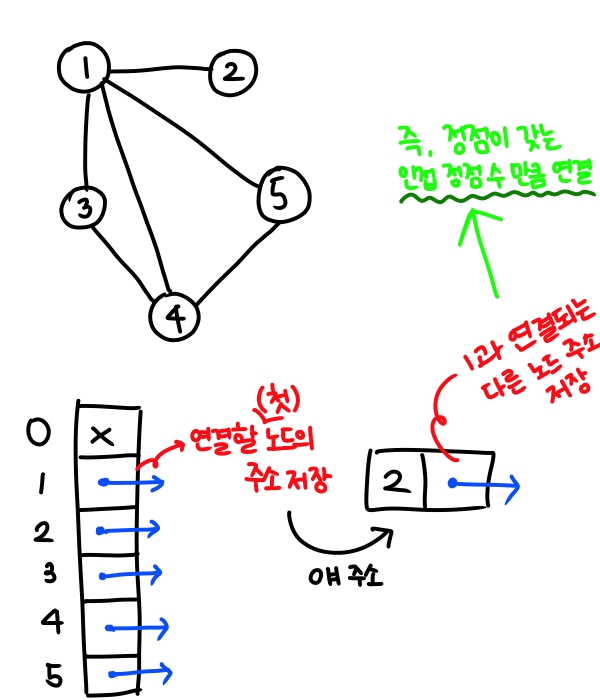 1
2
3
5
4
즉, 정점이 갖는
인접 정점 수 만큼 연결
1과 연결되는
다른 노드 주소
저장
(첫)
연결할 노드의
주소 저장
0 X
1
2
3
4
5
2
얘 주소